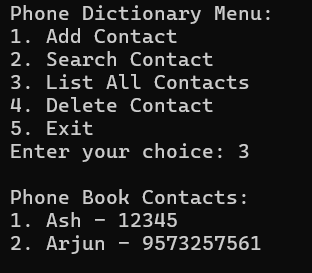 Phone Dictionary Menu:
1. Add Contact
2. Search Contact
3. List All Contacts
4. Delete Contact
5. Exit
Enter your choice: 3
Phone Book Contacts:
1. Ash - 12345
2. Arjun - 9573257561